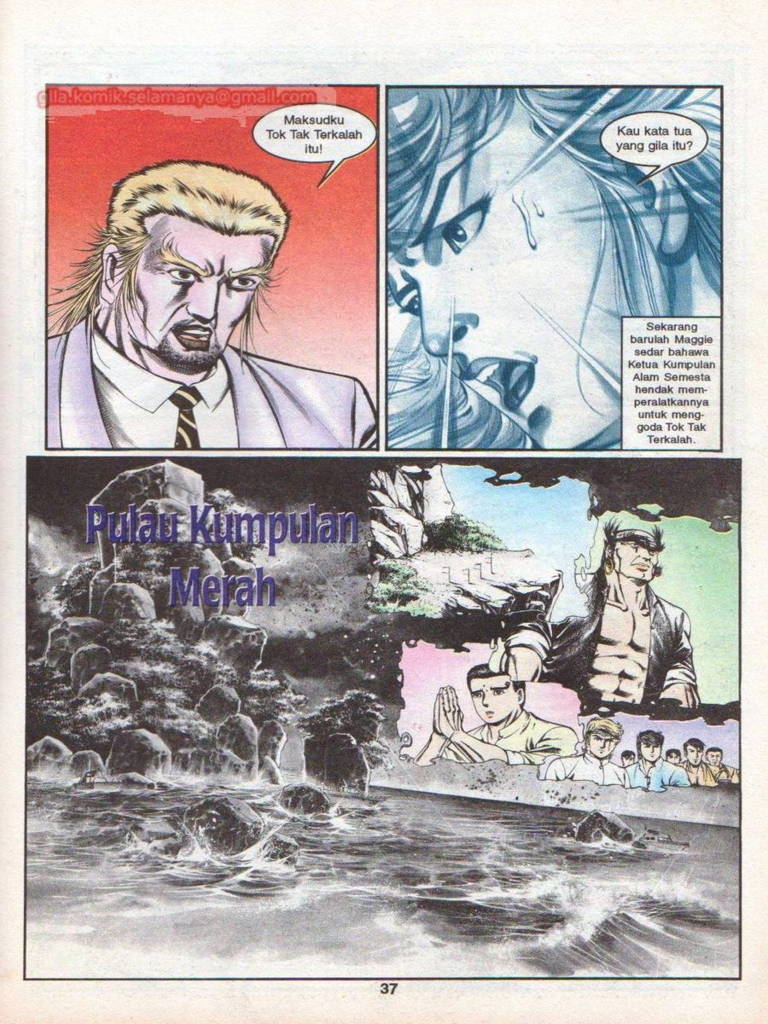 gila.komik.selamanya@gmail.com
Maksudku
Tok Tak Terkalah
itu!
Kau kata tua
yang gila itu?
Sekarang
barulah Maggie
sedar bahawa
Ketua Kumpulan
Alam Semesta
hendak mem-
peralatkannya
untuk meng-
goda Tok Tak
Terkalah.
Pulau Kumpulan
Merah
37